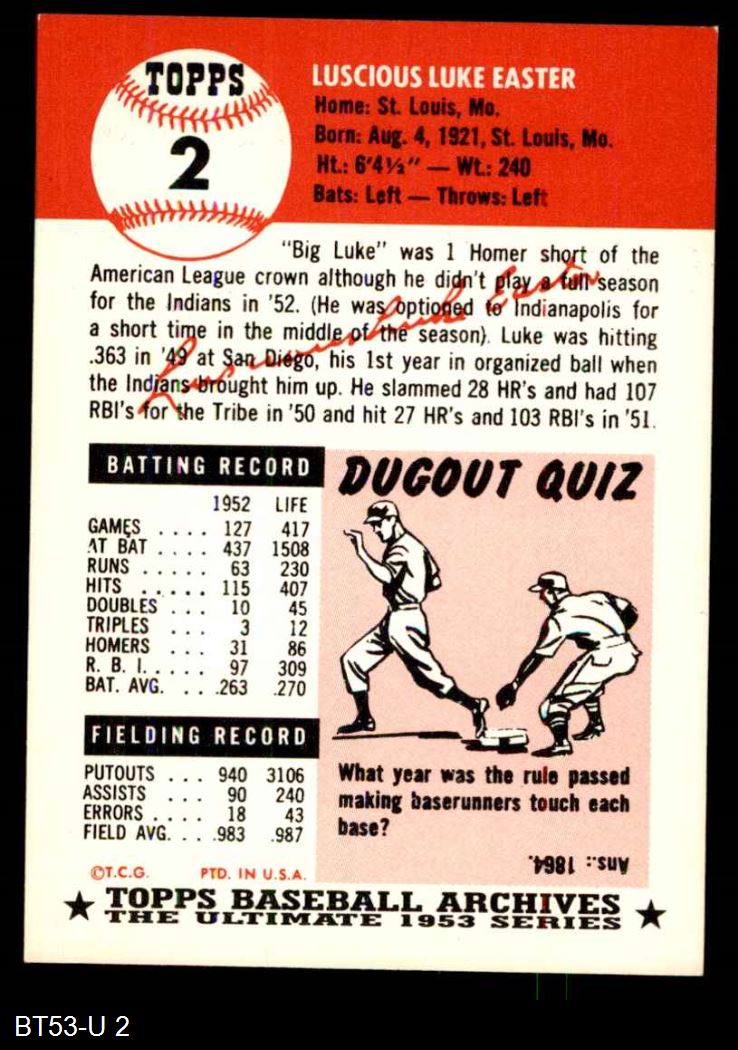 TOPPS
2
LUSCIOUS LUKE EASTER
Home: St. Louis, Mo.
Born: Aug. 4, 1921, St. Louis, Mo.
Ht.: 6'4½" — Wt.: 240
Bats: Left — Throws: Left
"Big Luke" was 1 Homer short of the
American League crown although he didn't play a full season
for the Indians in '52. (He was optioned to Indianapolis for
a short time in the middle of the season). Luke was hitting
.363 in '49 at San Diego, his 1st year in organized ball when
the Indians brought him up. He slammed 28 HR's and had 107
RBI's for the Tribe in '50 and hit 27 HR's and 103 RBI's in '51.
Luscious Luke Easter
BATTING RECORD
1952 LIFE
GAMES . . . . 127 417
AT BAT . . . . 437 1508
RUNS . . . . . 63 230
HITS . . . . . . 115 407
DOUBLES . . . 10 45
TRIPLES . . . 3 12
HOMERS . . . 31 86
R. B. I. . . . . . 97 309
BAT. AVG. . . . .263 .270
FIELDING RECORD
PUTOUTS . . . 940 3106
ASSISTS . . . 90 240
ERRORS . . . . 18 43
FIELD AVG. . . . .983 .987
DUGOUT QUIZ
What year was the rule passed
making baserunners touch each
base?
Ans.: 1864.
©T.C.G. PTD. IN U.S.A.
★ TOPPS BASEBALL ARCHIVES ★
THE ULTIMATE 1953 SERIES
BT53-U 2